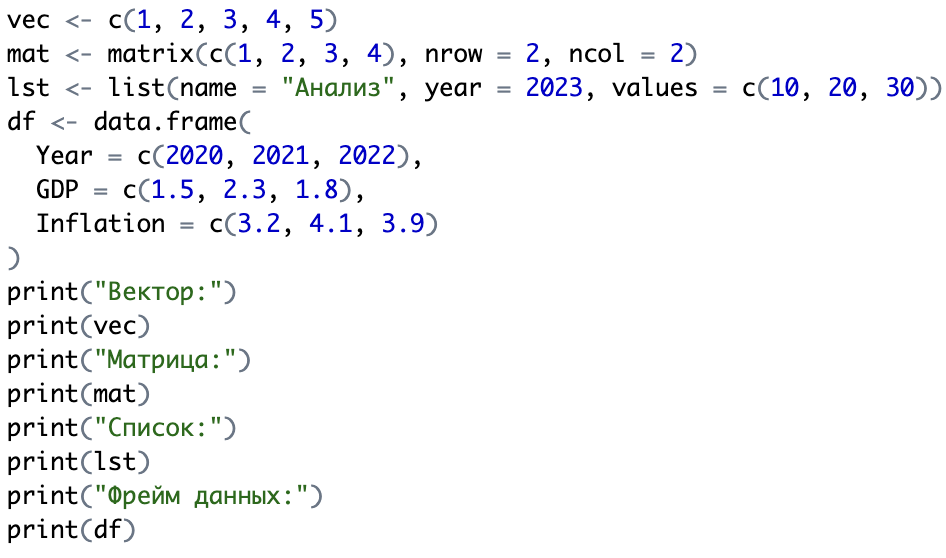 vec <- c(1, 2, 3, 4, 5)
mat <- matrix(c(1, 2, 3, 4), nrow = 2, ncol = 2)
lst <- list(name = "Анализ", year = 2023, values = c(10, 20, 30))
df <- data.frame(
  Year = c(2020, 2021, 2022),
  GDP = c(1.5, 2.3, 1.8),
  Inflation = c(3.2, 4.1, 3.9)
)
print("Вектор:")
print(vec)
print("Матрица:")
print(mat)
print("Список:")
print(lst)
print("Фрейм данных:")
print(df)